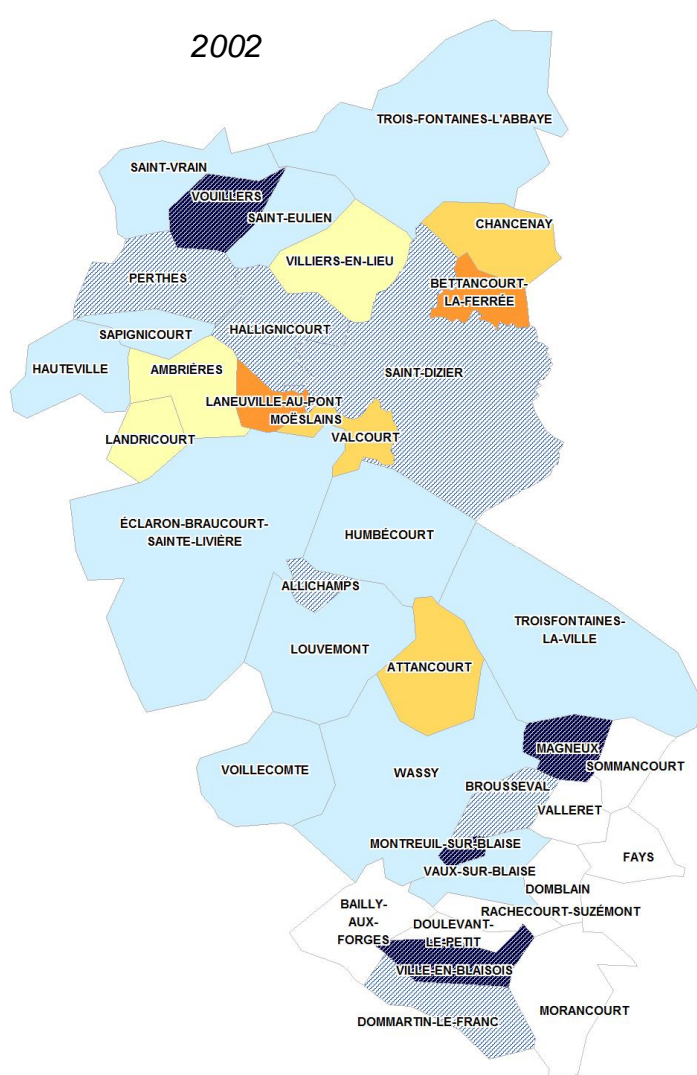 2002
TROIS-FONTAINES-L'ABBAYE
SAINT-VRAIN
VOUILLERS
SAINT-EULIEN
CHANCENAY
VILLIERS-EN-LIEU
PERTHES
BETTANCOURT-
LA-FERRÉE
HALLIGNICOURT
SAPIGNICOURT
HAUTEVILLE
AMBRIÈRES
SAINT-DIZIER
LANEUVILLE-AU-PONT
MOËSLAINS
LANDRICOURT
VALCOURT
ÉCLARON-BRAUCOURT-
SAINTE-LIVIÈRE
HUMBÉCOURT
ALLICHAMPS
TROISFONTAINES-
LA-VILLE
LOUVEMONT
ATTANCOURT
MAGNEUX
SOMMANCOURT
VOILLECOMTE
WASSY
BROUSSEVAL
VALLERET
MONTREUIL-SUR-BLAISE
FAYS
VAUX-SUR-BLAISE
DOMBLAIN
BAILLY-
AUX-
FORGES
RACHECOURT-SUZÉMONT
DOULEVANT-
LE-PETIT
VILLE-EN-BLAISOIS
MORANCOURT
DOMMARTIN-LE-FRANC